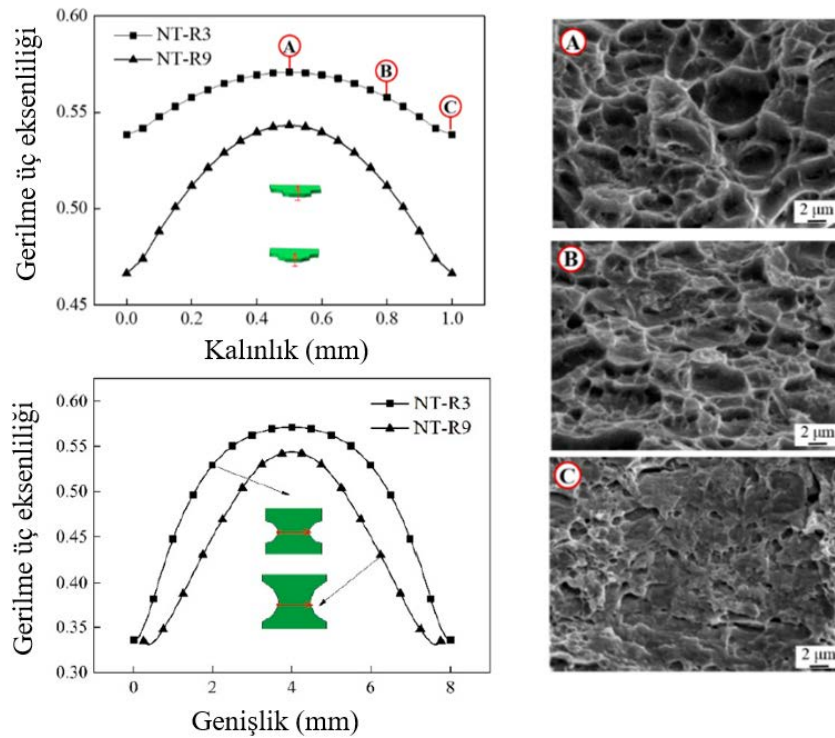 Gerilme üç eksenliliği
0.60
0.55
0.50
0.45
NT-R3
NT-R9
A
B
C
0.0 0.2 0.4 0.6 0.8 1.0
Kalınlık (mm)
Gerilme üç eksenliliği
0.60
0.55
0.50
0.45
0.40
0.35
0.30
NT-R3
NT-R9
0 2 4 6 8
Genişlik (mm)
A
2 μm
B
2 μm
C
2 μm